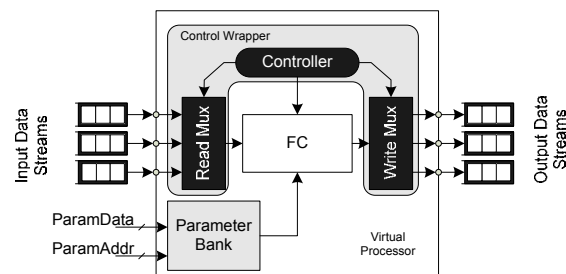 Control Wrapper
Controller
Input Data
Streams
Read Mux
FC
Write Mux
Output Data
Streams
ParamData
ParamAddr
Parameter
Bank
Virtual
Processor